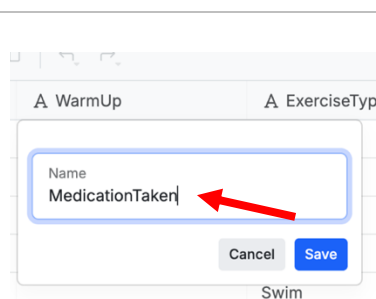 A WarmUp
A ExerciseTyp
Name
MedicationTaken
Cancel
Save
Swim